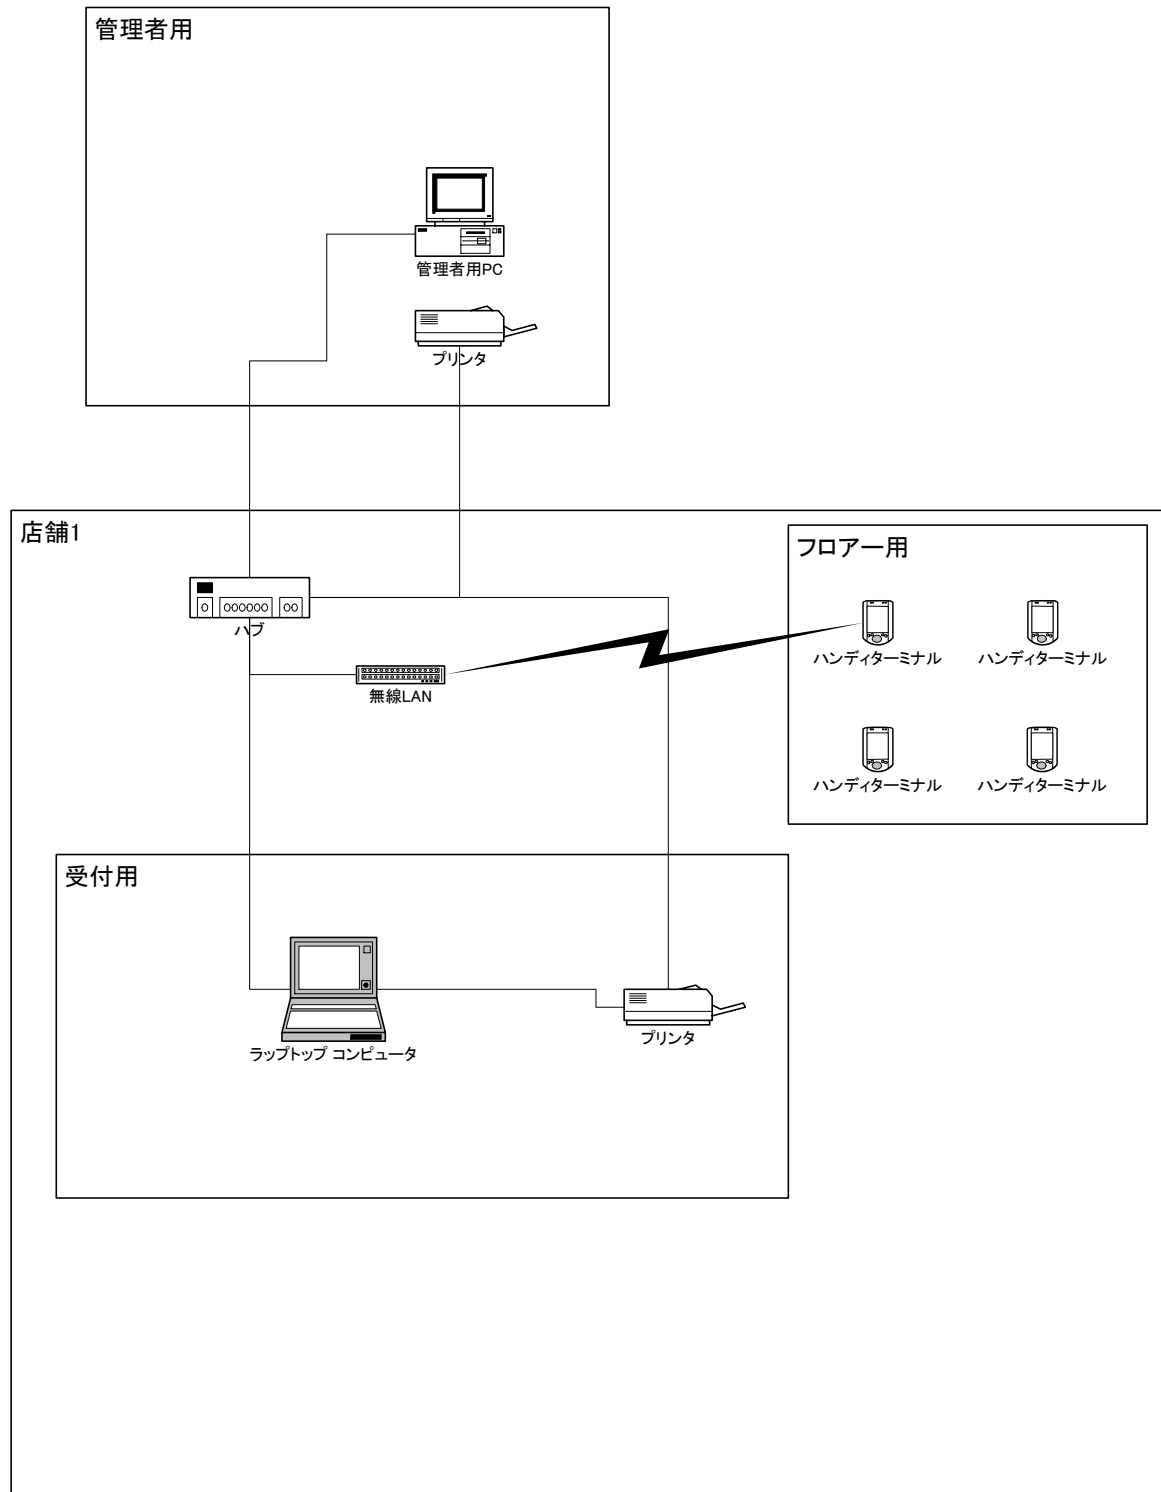 管理者用
管理者用PC
プリンタ
店舗1
フロアー用
ハブ
ハンディターミナル
ハンディターミナル
無線LAN
ハンディターミナル
ハンディターミナル
受付用
ラップトップ コンピュータ
プリンタ